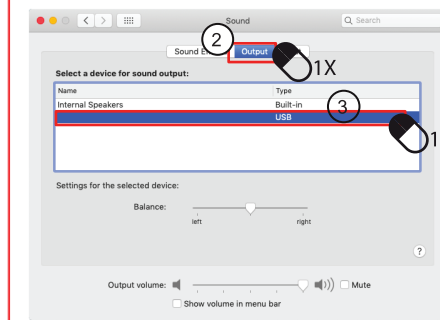 Sound
Search
2
Sound E
Output
1X
Select a device for sound output:
Name Type
Internal Speakers Built-in
3
USB
1
Settings for the selected device:
Balance:
left right
?
Output volume: Mute
Show volume in menu bar